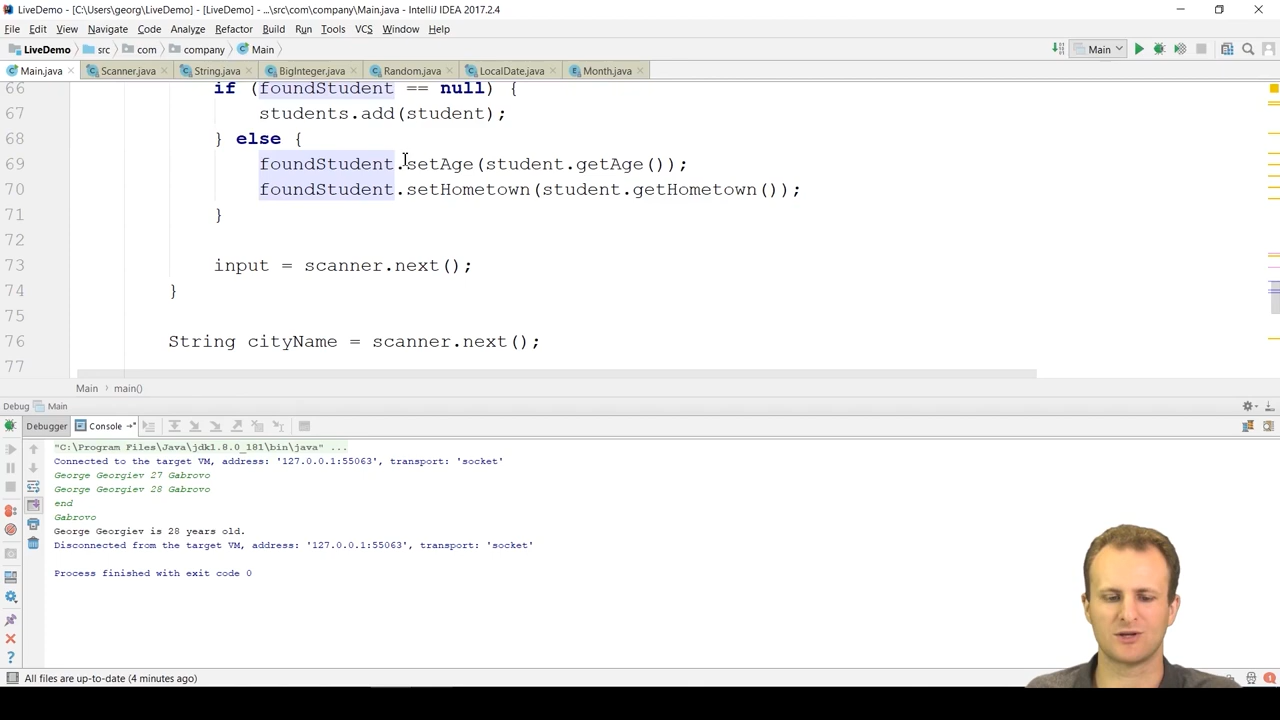 LiveDemo - [C:\Users\georg\LiveDemo] - [LiveDemo] - ...\src\com\company\Main.java - IntelliJ IDEA 2017.2.4
File Edit View Navigate Code Analyze Refactor Build Run Tools VCS Window Help
LiveDemo src com company Main Main
Main.java Scanner.java String.java BigInteger.java Random.java LocalDate.java Month.java
66 if (foundStudent == null) {
67 students.add(student);
68 } else {
69 foundStudent.setAge(student.getAge());
70 foundStudent.setHometown(student.getHometown());
71 }
72
73 input = scanner.next();
74 }
75
76 String cityName = scanner.next();
77
Main main()
Debug Main
Debugger Console
"C:\Program Files\Java\jdk1.8.0_181\bin\java" ...
Connected to the target VM, address: '127.0.0.1:55063', transport: 'socket'
George Georgiev 27 Gabrovo
George Georgiev 28 Gabrovo
end
Gabrovo
George Georgiev is 28 years old.
Disconnected from the target VM, address: '127.0.0.1:55063', transport: 'socket'
Process finished with exit code 0
All files are up-to-date (4 minutes ago)